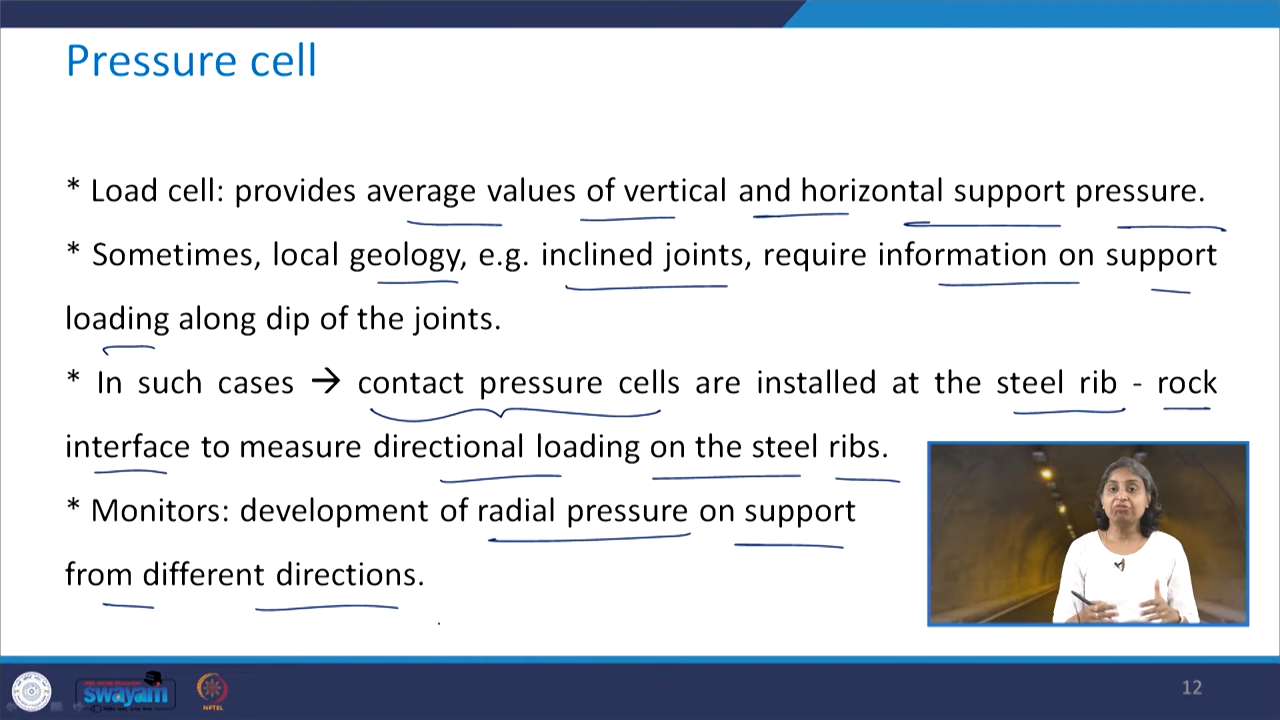 Pressure cell
* Load cell: provides average values of vertical and horizontal support pressure.
* Sometimes, local geology, e.g. inclined joints, require information on support
loading along dip of the joints.
* In such cases → contact pressure cells are installed at the steel rib - rock
interface to measure directional loading on the steel ribs.
* Monitors: development of radial pressure on support
from different directions.
swayam
NPTEL
12